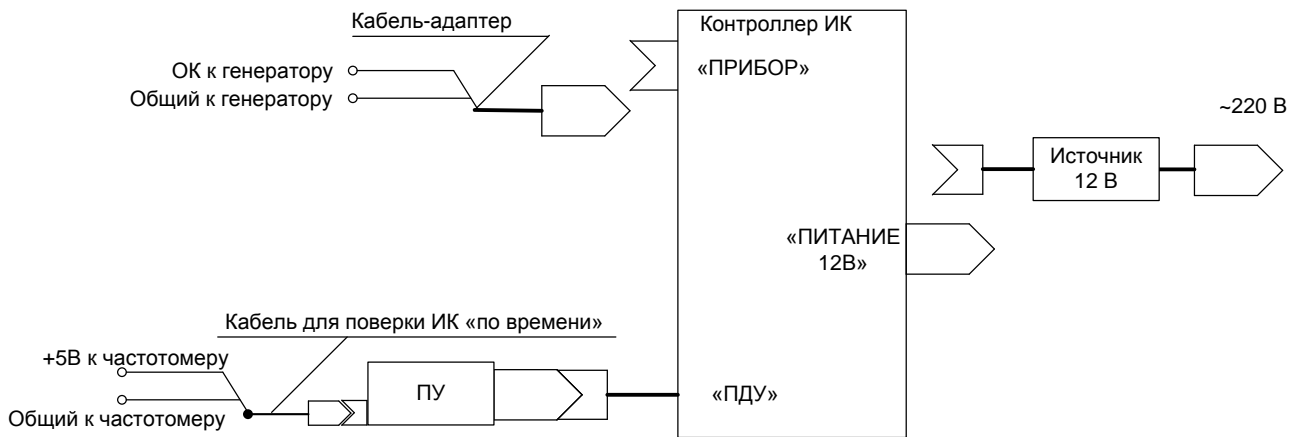 Кабель-адаптер
Контроллер ИК
ОК к генератору
«ПРИБОР»
Общий к генератору
~220 В
Источник
12 В
«ПИТАНИЕ
12В»
Кабель для поверки ИК «по времени»
+5В к частотомеру
ПУ
«ПДУ»
Общий к частотомеру